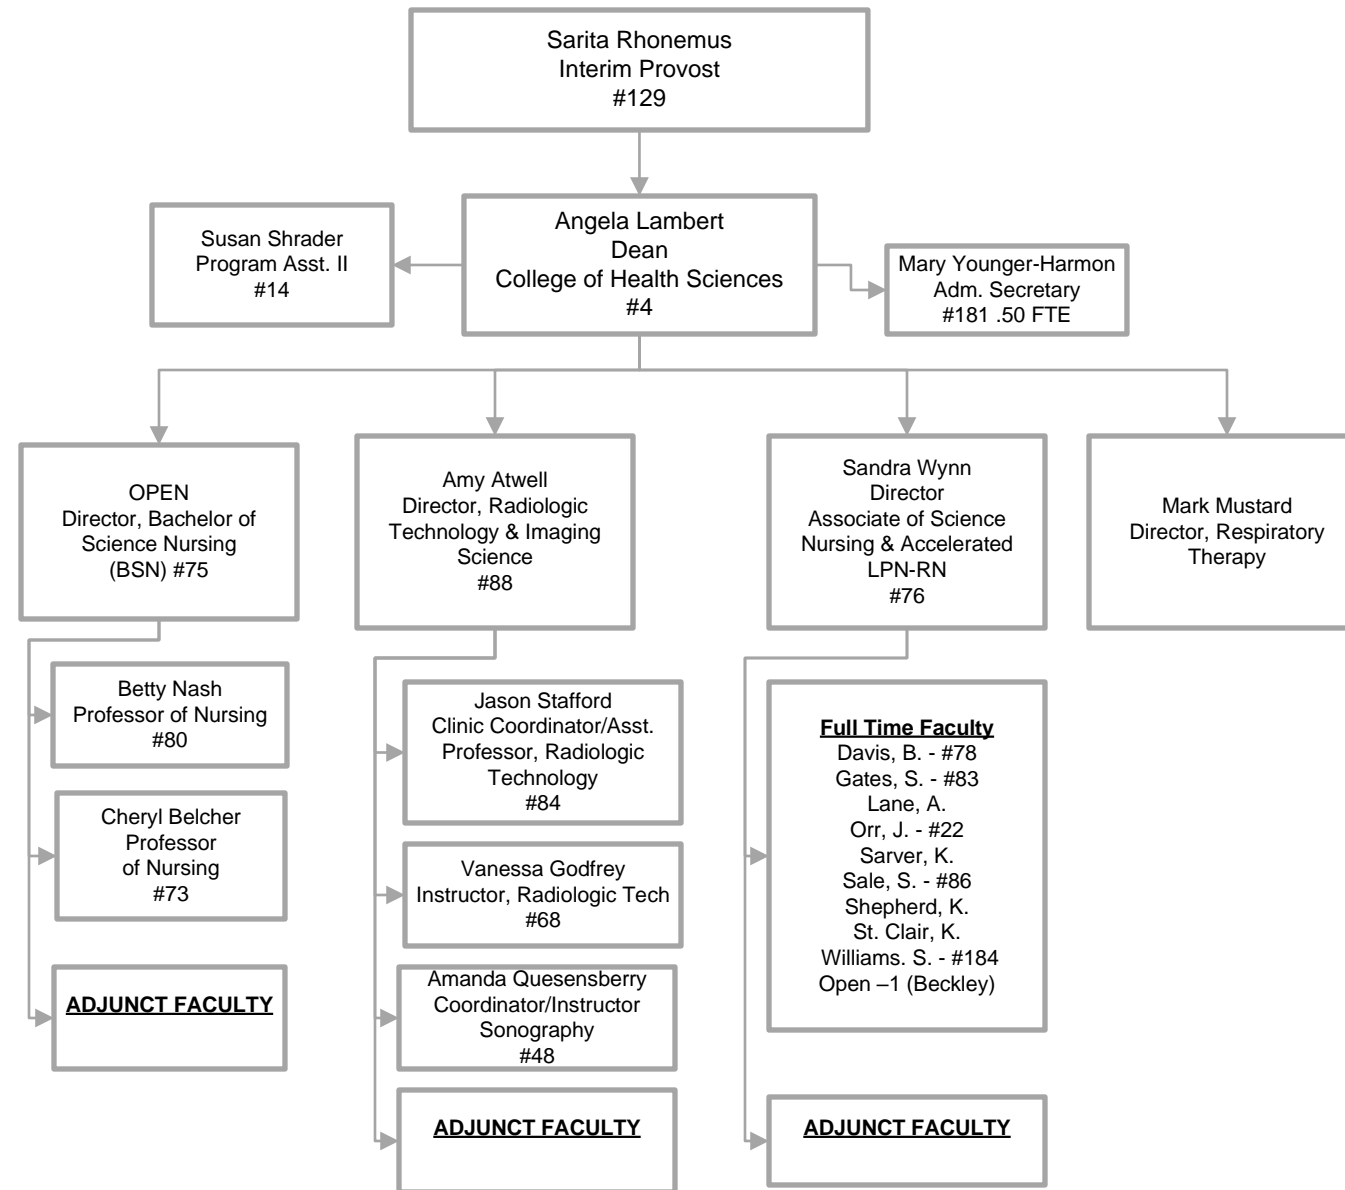 Sarita Rhonemus
Interim Provost
#129
Susan Shrader
Program Asst. II
#14
Angela Lambert
Dean
College of Health Sciences
#4
Mary Younger-Harmon
Adm. Secretary
#181 .50 FTE
OPEN
Director, Bachelor of
Science Nursing
(BSN) #75
Amy Atwell
Director, Radiologic
Technology & Imaging
Science
#88
Sandra Wynn
Director
Associate of Science
Nursing & Accelerated
LPN-RN
#76
Mark Mustard
Director, Respiratory
Therapy
Betty Nash
Professor of Nursing
#80
Cheryl Belcher
Professor
of Nursing
#73
ADJUNCT FACULTY
Jason Stafford
Clinic Coordinator/Asst.
Professor, Radiologic
Technology
#84
Vanessa Godfrey
Instructor, Radiologic Tech
#68
Amanda Quesensberry
Coordinator/Instructor
Sonography
#48
ADJUNCT FACULTY
Full Time Faculty
Davis, B. - #78
Gates, S. - #83
Lane, A.
Orr, J. - #22
Sarver, K.
Sale, S. - #86
Shepherd, K.
St. Clair, K.
Williams. S. - #184
Open –1 (Beckley)
ADJUNCT FACULTY